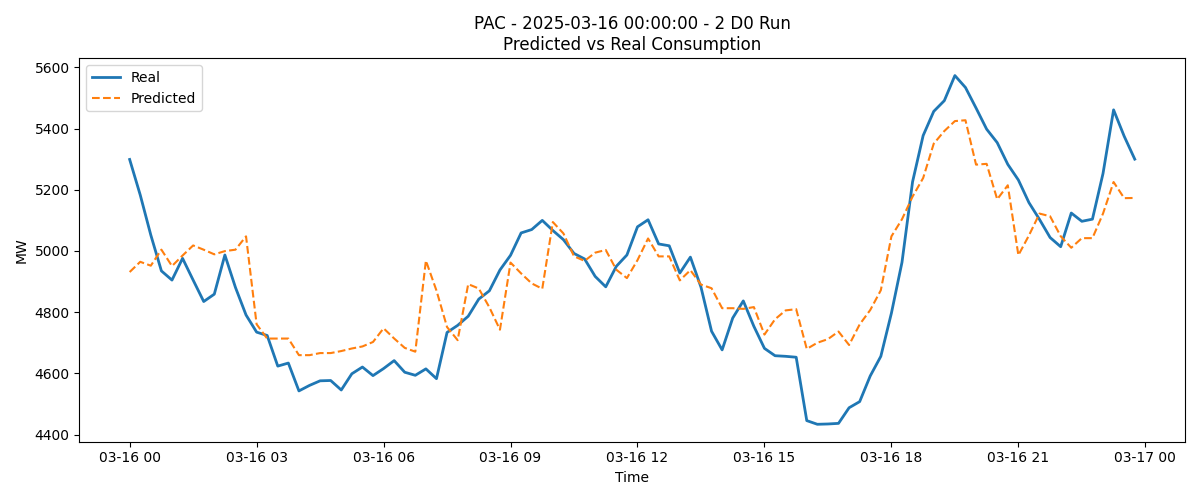 PAC - 2025-03-16 00:00:00 - 2 D0 Run
Predicted vs Real Consumption
Real
Predicted
5600
5400
5200
5000
4800
4600
4400
MW
03-16 00
03-16 03
03-16 06
03-16 09
03-16 12
03-16 15
03-16 18
03-16 21
03-17 00
Time